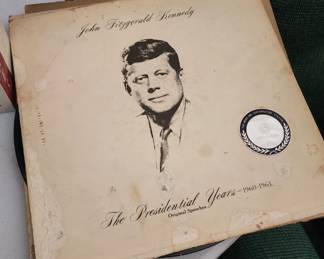 John Fitzgerald Kennedy
The Presidential Years - 1960-1963
Original Speeches